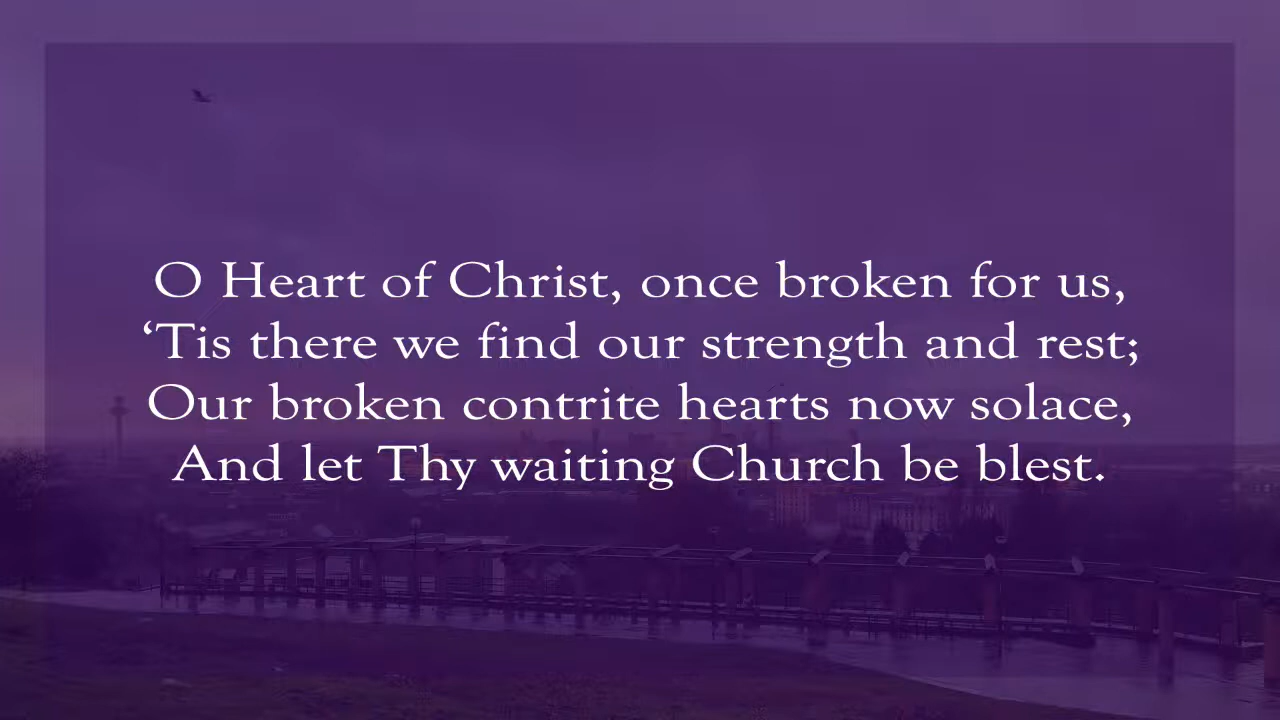 O Heart of Christ, once broken for us,
‘Tis there we find our strength and rest;
Our broken contrite hearts now solace,
And let Thy waiting Church be blest.